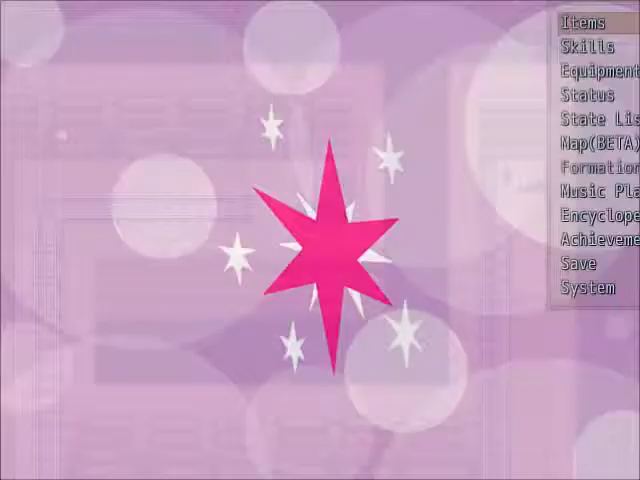 Items
Skills
Equipment
Status
State Lis
Map(BETA)
Formation
Music Pla
Encyclope
Achieveme
Save
System